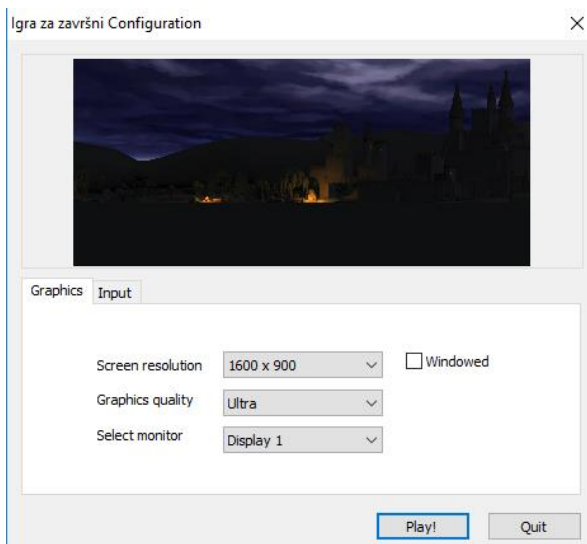 Igra za završni Configuration
Graphics Input
Screen resolution 1600 x 900 Windowed
Graphics quality Ultra
Select monitor Display 1
Play! Quit